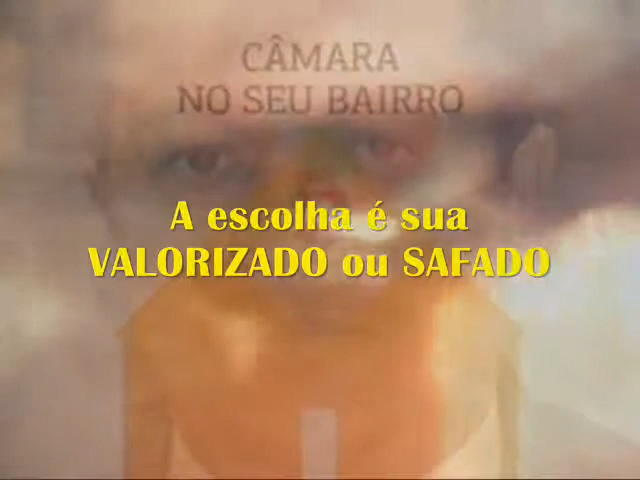 CÂMARA
NO SEU BAIRRO
A escolha é sua
VALORIZADO ou SAFADO